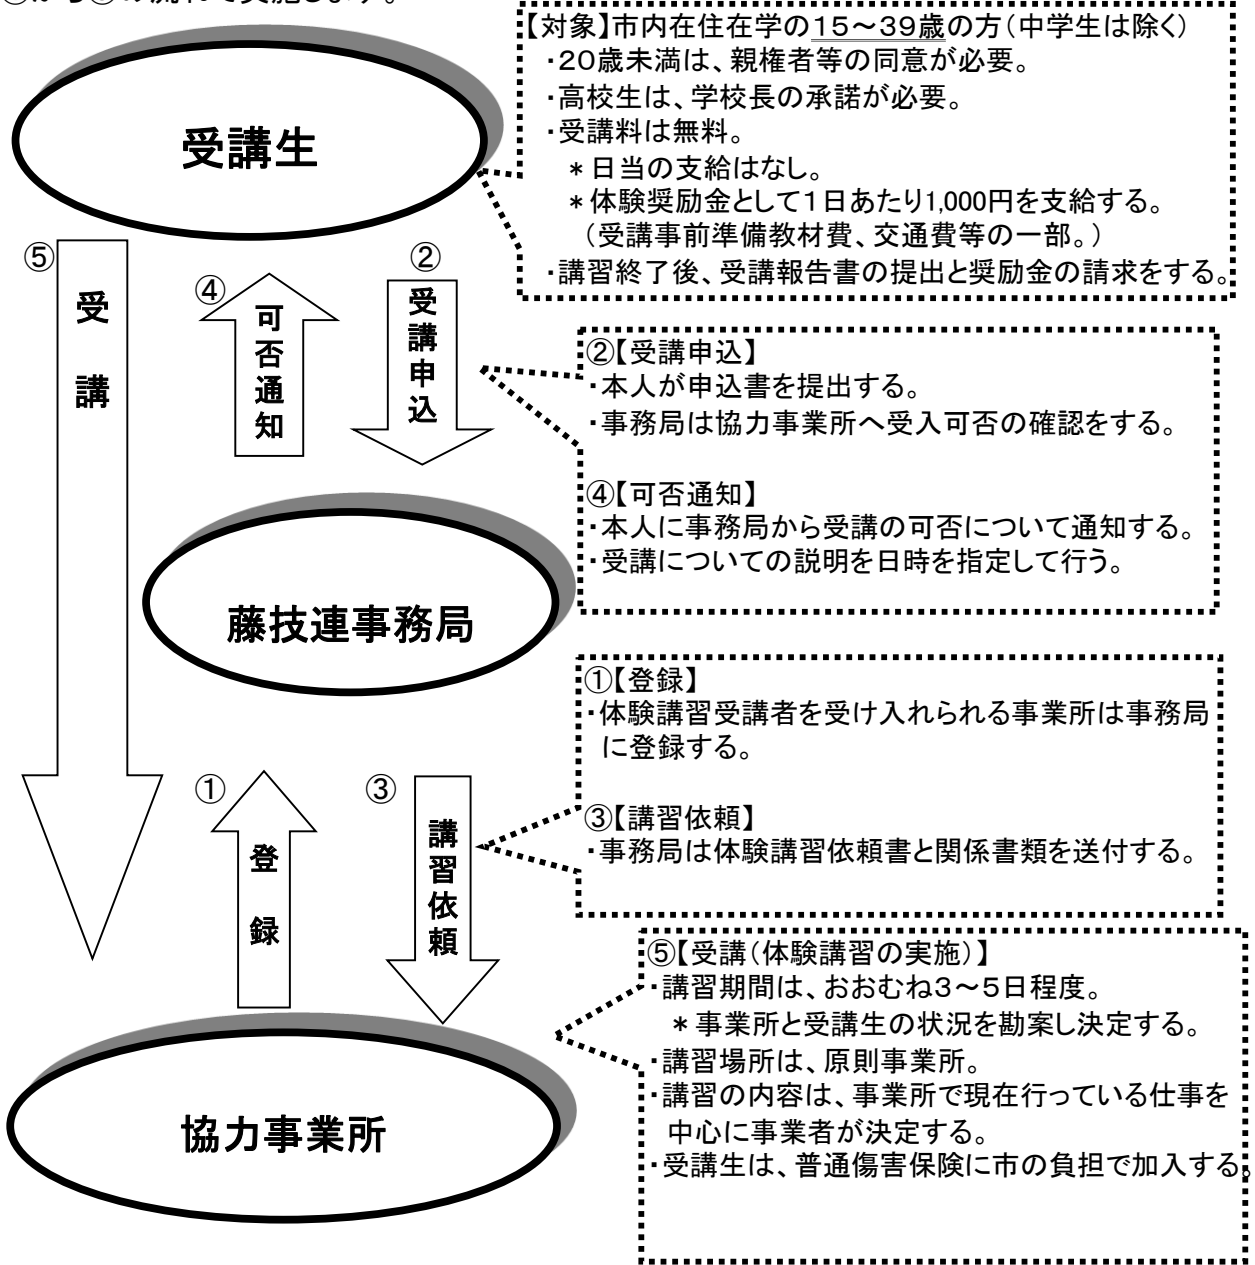 から の流れで実施します。
【対象】市内在住在学の15～39歳の方(中学生は除く)
・20歳未満は、親権者等の同意が必要。
・高校生は、学校長の承諾が必要。
・受講料は無料。
＊日当の支給はなし。
＊体験奨励金として1日あたり1,000円を支給する。
（受講事前準備教材費、交通費等の一部。）
・講習終了後、受講報告書の提出と奨励金の請求をする。
受講生
⑤
受講
④
可否通知
②
受講申込
②【受講申込】
・本人が申込書を提出する。
・事務局は協力事業所へ受入可否の確認をする。
④【可否通知】
・本人に事務局から受講の可否について通知する。
・受講についての説明を日時を指定して行う。
藤技連事務局
①【登録】
・体験講習受講者を受け入れられる事業所は事務局
に登録する。
③【講習依頼】
・事務局は体験講習依頼書と関係書類を送付する。
①
登録
③
講習依頼
⑤【受講(体験講習の実施)】
・講習期間は、おおむね3～5日程度。
＊事業所と受講生の状況を勘案し決定する。
・講習場所は、原則事業所。
・講習の内容は、事業所で現在行っている仕事を
中心に事業者が決定する。
・受講生は、普通傷害保険に市の負担で加入する。
協力事業所